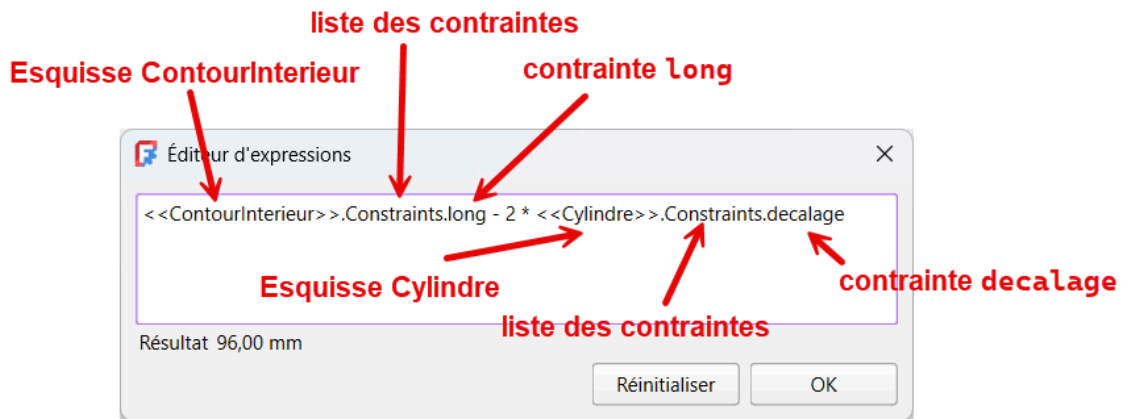 liste des contraintes
Esquisse ContourInterieur
contrainte long
Éditeur d'expressions
<<ContourInterieur>>.Constraints.long - 2 * <<Cylindre>>.Constraints.decalage
Esquisse Cylindre
contrainte decalage
liste des contraintes
Résultat 96,00 mm
Réinitialiser
OK